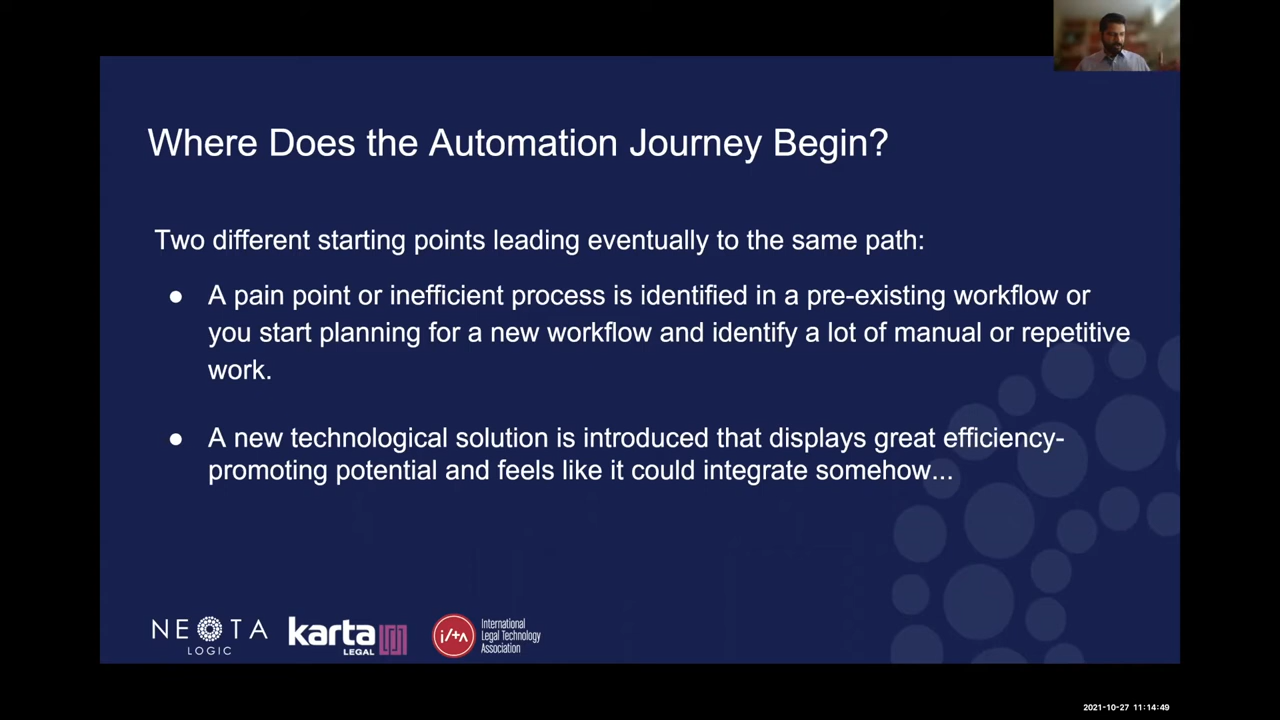 Where Does the Automation Journey Begin?
Two different starting points leading eventually to the same path:
● A pain point or inefficient process is identified in a pre-existing workflow or
you start planning for a new workflow and identify a lot of manual or repetitive
work.
● A new technological solution is introduced that displays great efficiency-
promoting potential and feels like it could integrate somehow...
NEOTA
LOGIC
karta
LEGAL
i/ta
International
Legal Technology
Association
2021-10-27 11:14:49